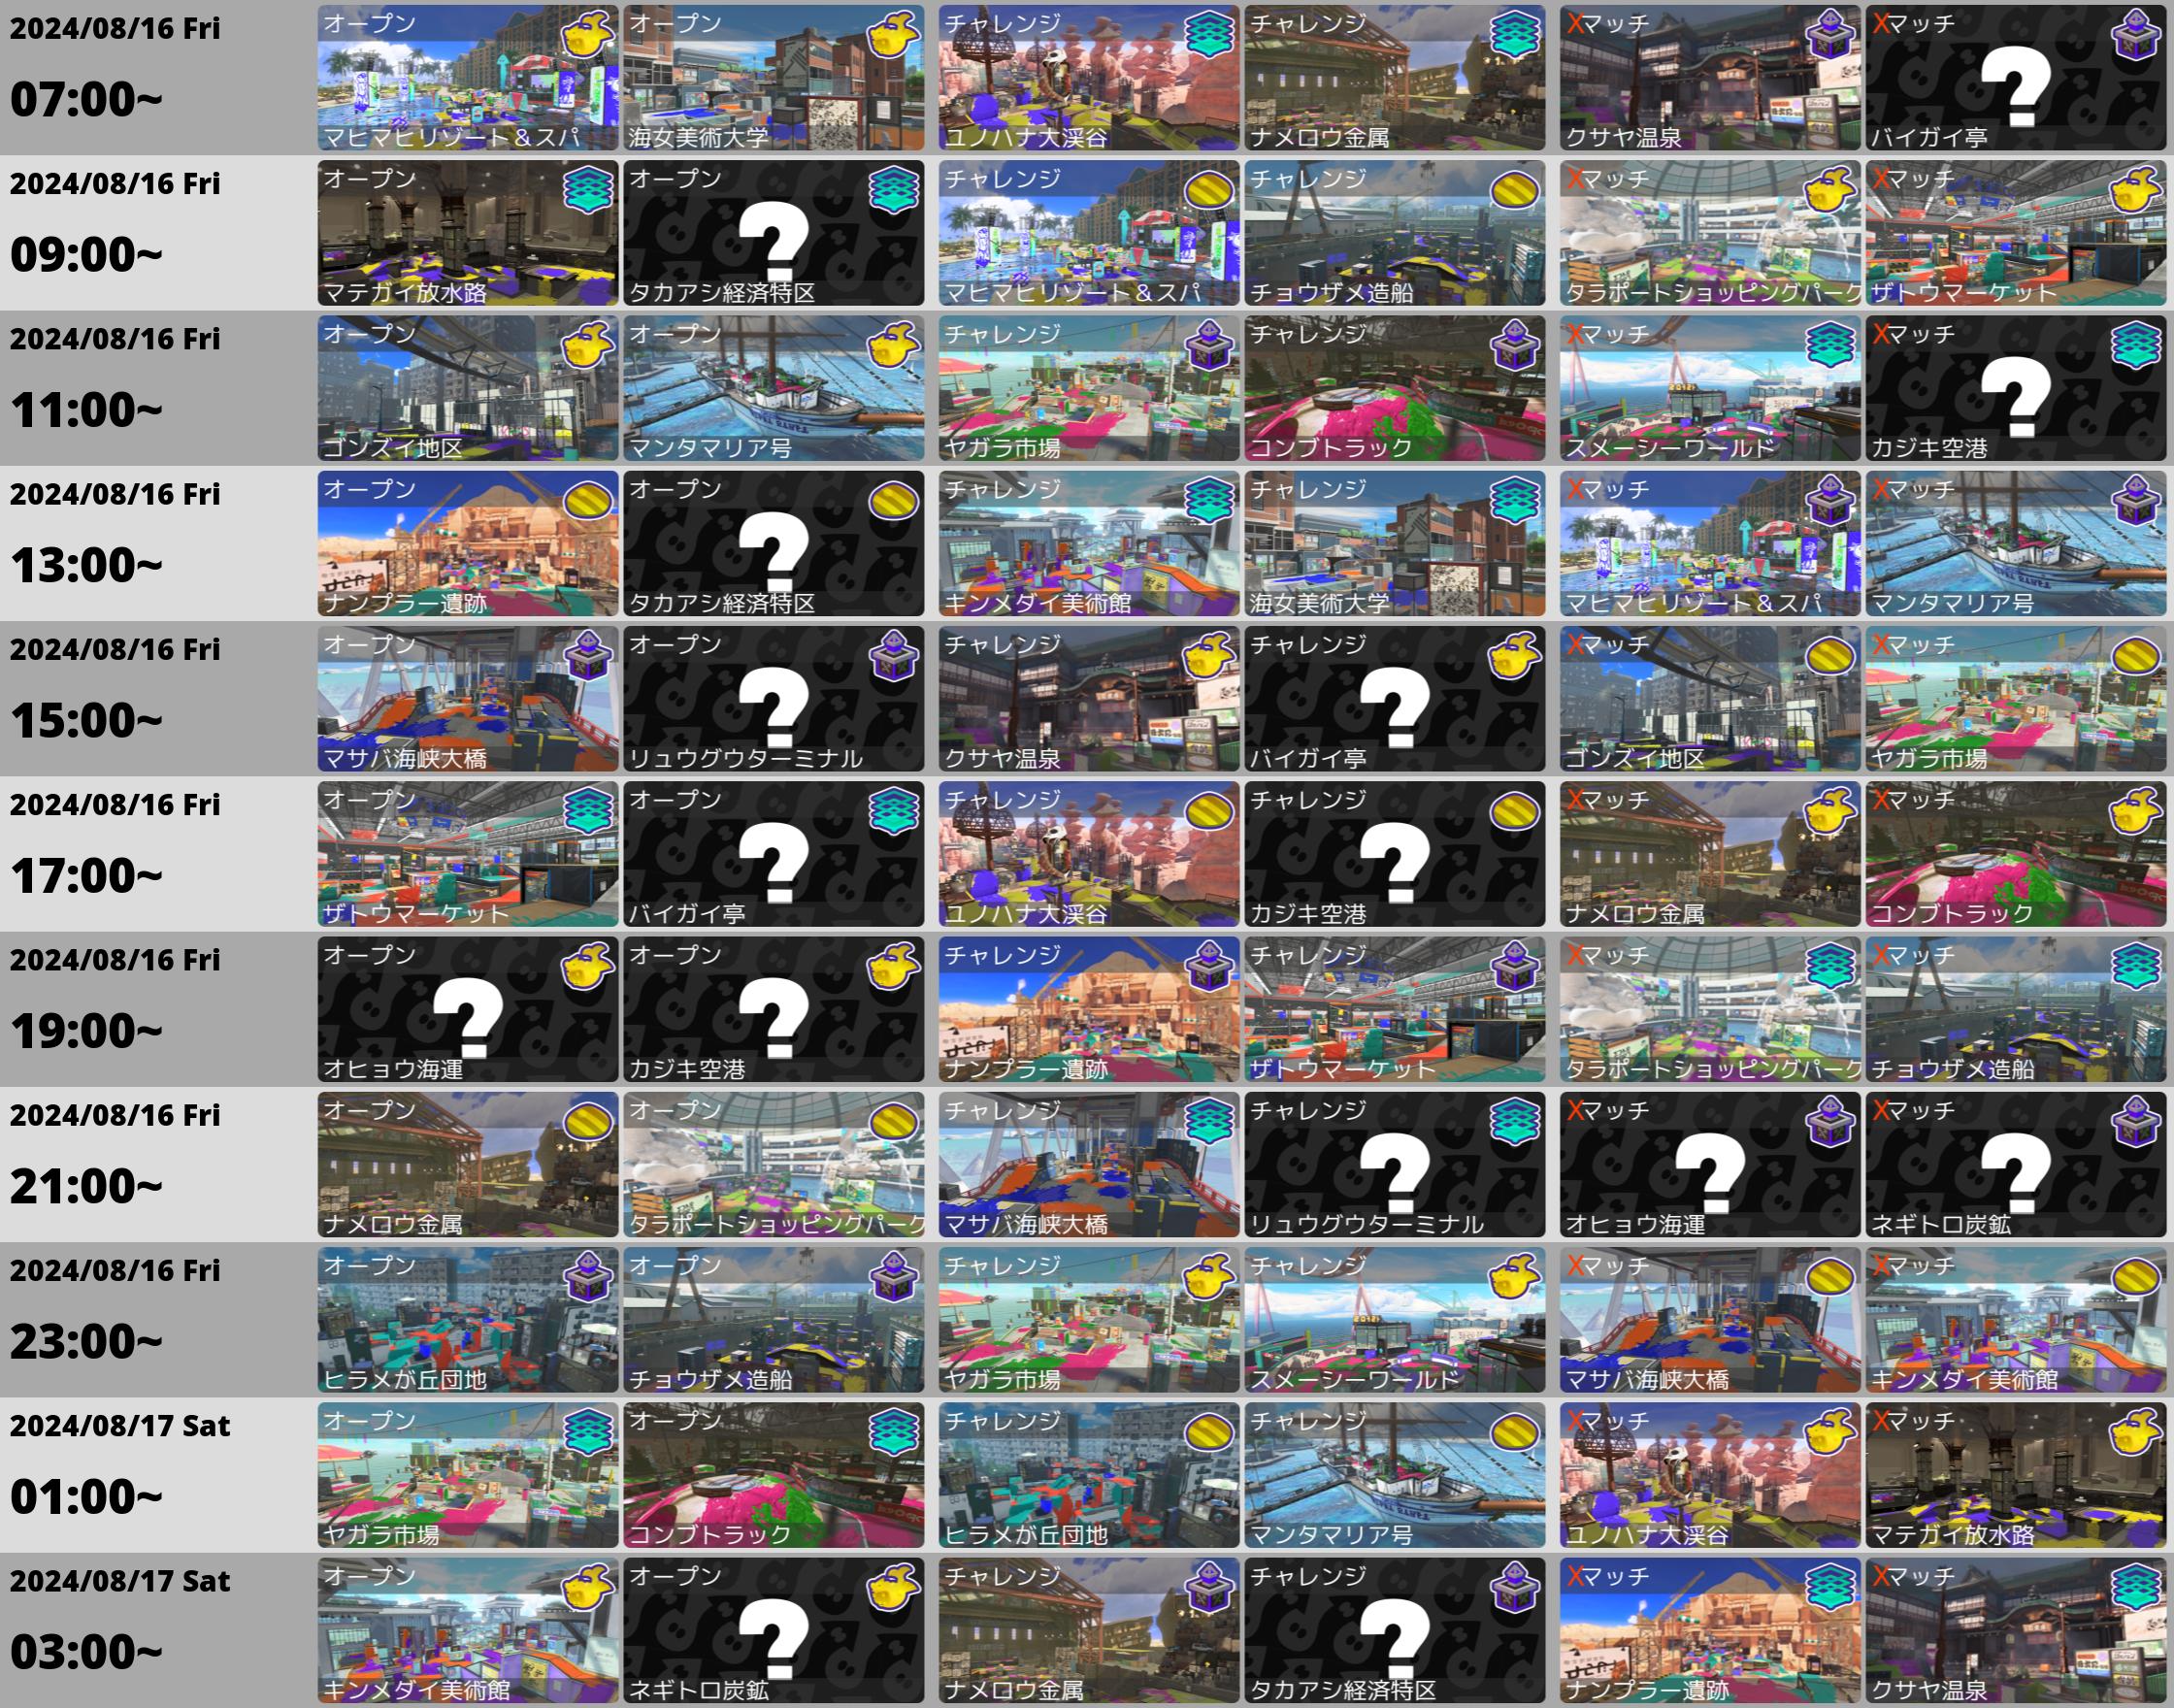 2024/08/16 Fri
07:00~
オープン
マヒマヒリゾート＆スパ
オープン
海女美術大学
チャレンジ
ユノハナ大渓谷
チャレンジ
ナメロウ金属
Xマッチ
クサヤ温泉
Xマッチ
バイガイ亭
2024/08/16 Fri
09:00~
オープン
マテガイ放水路
オープン
タカアシ経済特区
チャレンジ
マヒマヒリゾート＆スパ
チャレンジ
チョウザメ造船
Xマッチ
タラポートショッピングパーク
Xマッチ
ザトウマーケット
2024/08/16 Fri
11:00~
オープン
ゴンズイ地区
オープン
マンタマリア号
チャレンジ
ヤガラ市場
チャレンジ
コンブトラック
Xマッチ
スメーシーワールド
Xマッチ
カジキ空港
2024/08/16 Fri
13:00~
オープン
ナンプラー遺跡
オープン
タカアシ経済特区
チャレンジ
キンメダイ美術館
チャレンジ
海女美術大学
Xマッチ
マヒマヒリゾート＆スパ
Xマッチ
マンタマリア号
2024/08/16 Fri
15:00~
オープン
マサバ海峡大橋
オープン
リュウグウターミナル
チャレンジ
クサヤ温泉
チャレンジ
バイガイ亭
Xマッチ
ゴンズイ地区
Xマッチ
ヤガラ市場
2024/08/16 Fri
17:00~
オープン
ザトウマーケット
オープン
バイガイ亭
チャレンジ
ユノハナ大渓谷
チャレンジ
カジキ空港
Xマッチ
ナメロウ金属
Xマッチ
コンブトラック
2024/08/16 Fri
19:00~
オープン
オヒョウ海運
オープン
カジキ空港
チャレンジ
ナンプラー遺跡
チャレンジ
ザトウマーケット
Xマッチ
タラポートショッピングパーク
Xマッチ
チョウザメ造船
2024/08/16 Fri
21:00~
オープン
ナメロウ金属
オープン
タラポートショッピングパーク
チャレンジ
マサバ海峡大橋
チャレンジ
リュウグウターミナル
Xマッチ
オヒョウ海運
Xマッチ
ネギトロ炭鉱
2024/08/16 Fri
23:00~
オープン
ヒラメが丘団地
オープン
チョウザメ造船
チャレンジ
ヤガラ市場
チャレンジ
スメーシーワールド
Xマッチ
マサバ海峡大橋
Xマッチ
キンメダイ美術館
2024/08/17 Sat
01:00~
オープン
ヤガラ市場
オープン
コンブトラック
チャレンジ
ヒラメが丘団地
チャレンジ
マンタマリア号
Xマッチ
ユノハナ大渓谷
Xマッチ
マテガイ放水路
2024/08/17 Sat
03:00~
オープン
キンメダイ美術館
オープン
ネギトロ炭鉱
チャレンジ
ナメロウ金属
チャレンジ
タカアシ経済特区
Xマッチ
ナンプラー遺跡
Xマッチ
クサヤ温泉